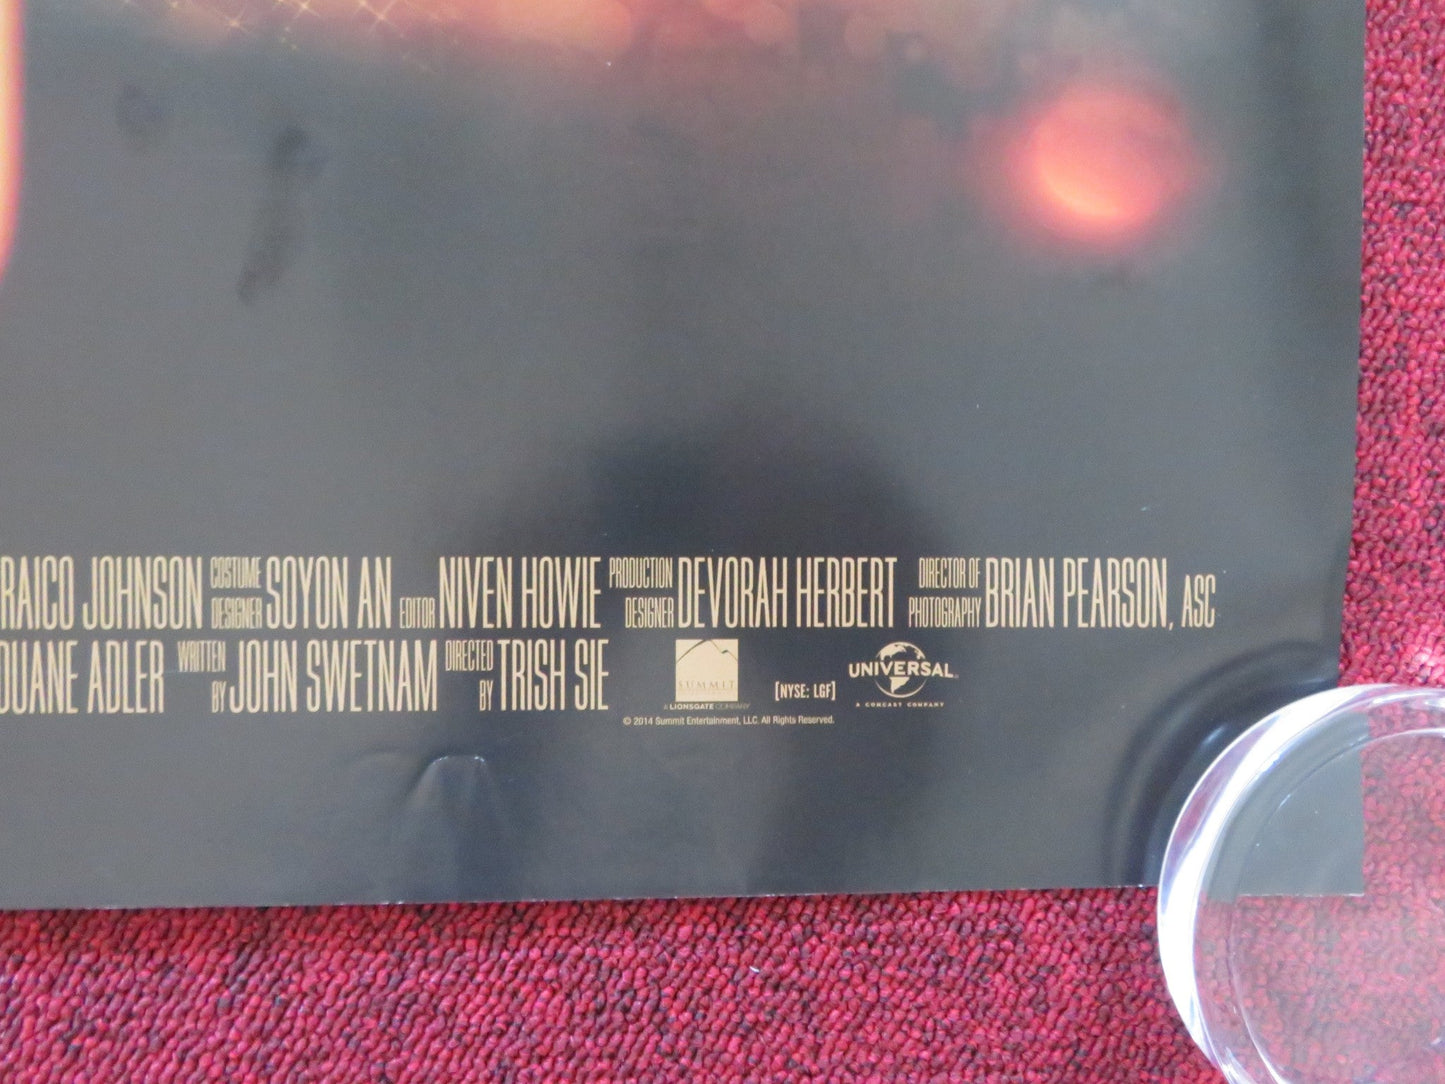 RAICO JOHNSON COSTUME DESIGNER SOYON AN EDITOR NIVEN HOWIE PRODUCTION DESIGNER DEVORAH HERBERT DIRECTOR OF PHOTOGRAPHY BRIAN PEARSON, ASC
DUANE ADLER WRITTEN BY JOHN SWETNAM DIRECTED BY TRISH SIE
SUMMIT
A LIONSGATE COMPANY
[NYSE: LGF]
UNIVERSAL
A COMCAST COMPANY
© 2014 Summit Entertainment, LLC. All Rights Reserved.